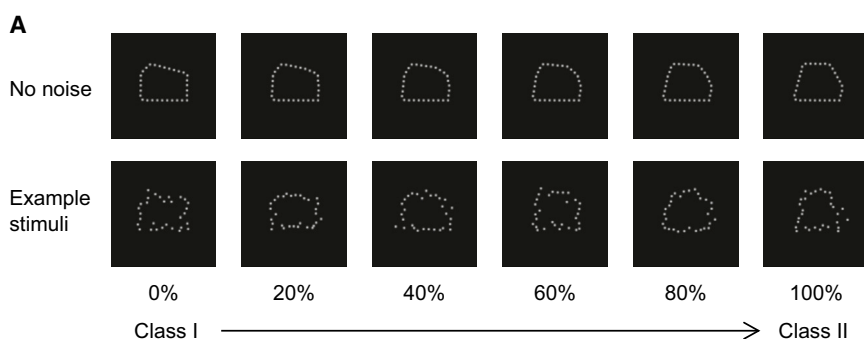 A
No noise
Example
stimuli
0% 20% 40% 60% 80% 100%
Class I Class II